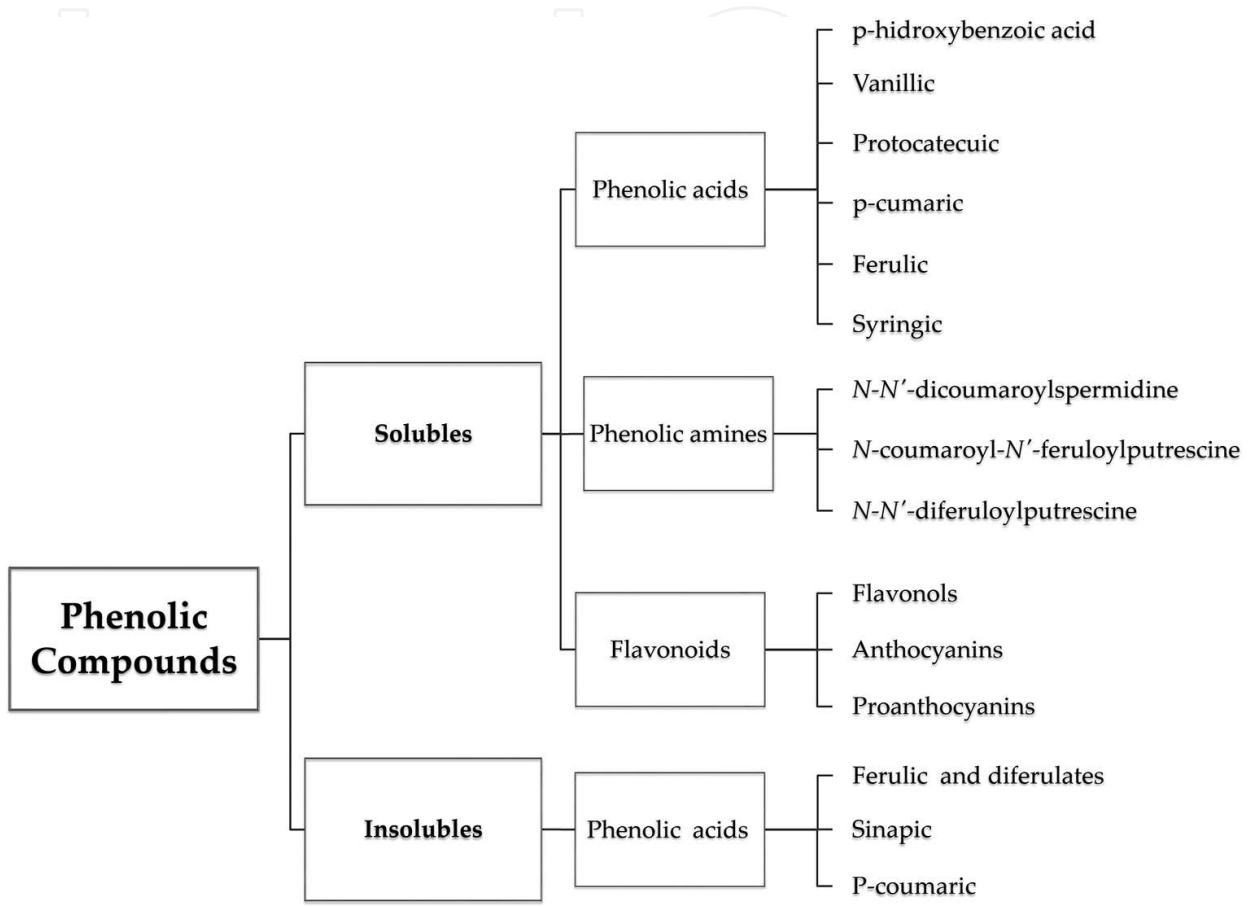 p-hidroxybenzoic acid
Vanillic
Protocatecuic
Phenolic acids
p-cumaric
Ferulic
Syringic
Solubles
Phenolic amines
N-N'-dicoumaroylspermidine
N-coumaroyl-N'-feruloylputrescine
N-N'-diferuloylputrescine
Phenolic
Compounds
Flavonoids
Flavonols
Anthocyanins
Proanthocyanins
Insolubles
Phenolic acids
Ferulic and diferulates
Sinapic
P-coumaric